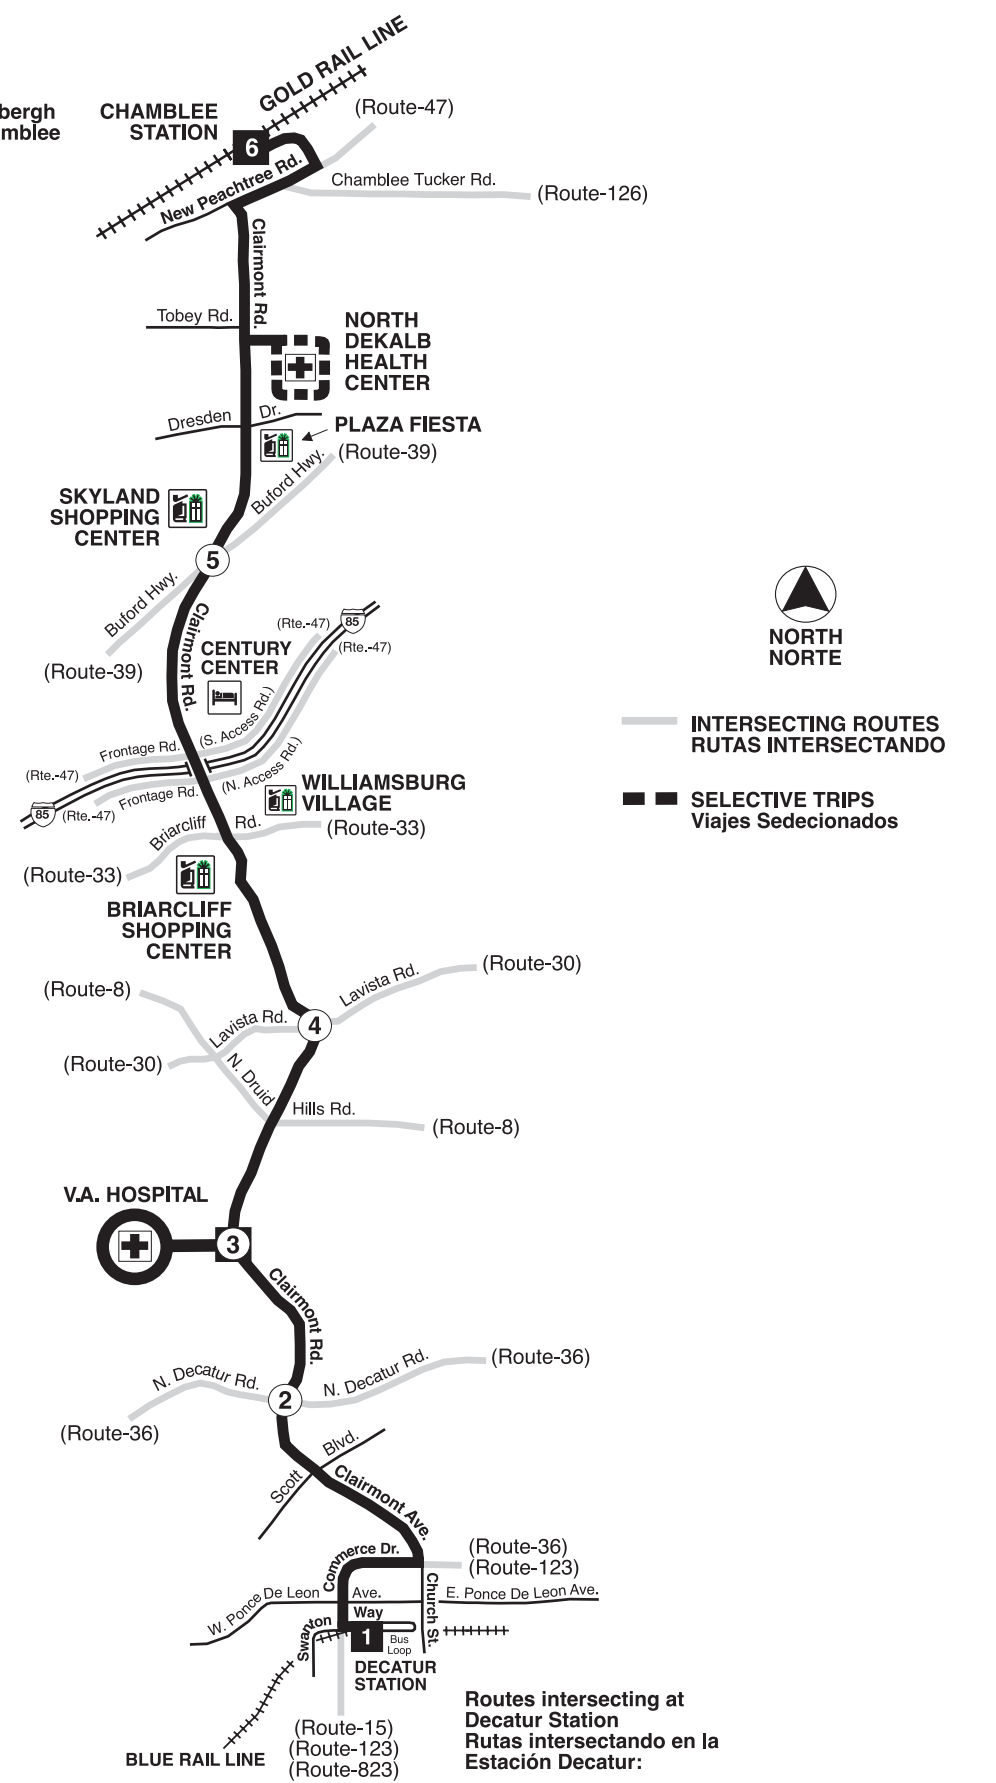 GOLD RAIL LINE
bergh
mblee
CHAMBLEE
STATION
(Route-47)
6
New Peachtree Rd.
Chamblee Tucker Rd.
(Route-126)
Clairmont Rd.
Tobey Rd.
NORTH
DEKALB
HEALTH
CENTER
Dresden Dr.
PLAZA FIESTA
(Route-39)
Buford Hwy.
SKYLAND
SHOPPING
CENTER
5
Buford Hwy.
(Route-39)
Clairmont Rd.
(Rte.-47)
85
(Rte.-47)
CENTURY
CENTER
NORTH
NORTE
Frontage Rd.
(S. Access Rd.)
INTERSECTING ROUTES
RUTAS INTERSECTANDO
(Rte.-47)
Frontage Rd.
(N. Access Rd.)
85
(Rte.-47)
WILLIAMSBURG
VILLAGE
SELECTIVE TRIPS
Viajes Sedecionados
Briarcliff Rd.
(Route-33)
(Route-33)
BRIARCLIFF
SHOPPING
CENTER
(Route-8)
Lavista Rd.
(Route-30)
Lavista Rd.
4
(Route-30)
N. Druid
Hills Rd.
(Route-8)
V.A. HOSPITAL
3
Clairmont Rd.
N. Decatur Rd.
N. Decatur Rd.
(Route-36)
2
(Route-36)
Scott Blvd.
Clairmont Ave.
Commerce Dr.
(Route-36)
(Route-123)
W. Ponce De Leon Ave.
Church St.
E. Ponce De Leon Ave.
Swanton Way
1
Bus
Loop
DECATUR
STATION
(Route-15)
(Route-123)
(Route-823)
BLUE RAIL LINE
Routes intersecting at
Decatur Station
Rutas intersectando en la
Estación Decatur: